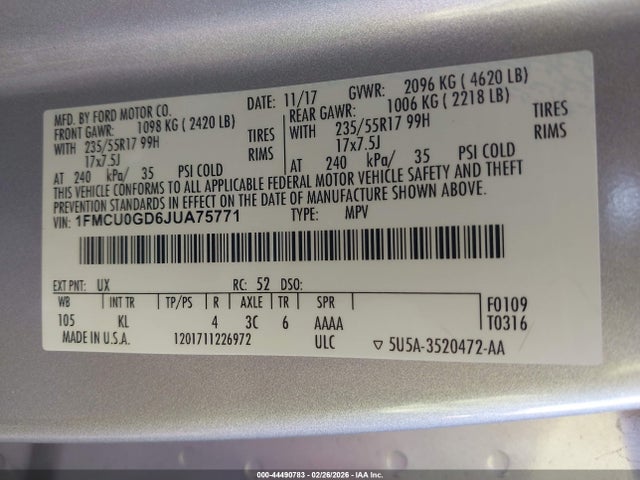 MFD. BY FORD MOTOR CO. DATE: 11/17 GVWR: 2096 KG ( 4620 LB)
FRONT GAWR: 1098 KG ( 2420 LB) REAR GAWR: 1006 KG ( 2218 LB)
WITH 235/55R17 99H TIRES WITH 235/55R17 99H TIRES
17x7.5J RIMS 17x7.5J RIMS
AT 240 kPa/ 35 PSI COLD AT 240 kPa/ 35 PSI COLD
THIS VEHICLE CONFORMS TO ALL APPLICABLE FEDERAL MOTOR VEHICLE SAFETY AND THEFT
PREVENTION STANDARDS IN EFFECT ON THE DATE OF MANUFACTURE SHOWN ABOVE.
VIN: 1FMCU0GD6JUA75771 TYPE: MPV
EXT PNT: UX RC: 52 DSO:
WB INT TR TP/PS R AXLE TR SPR F0109
105 KL 4 3C 6 AAAA T0316
MADE IN U.S.A. 1201711226972 ULC ▽ 5U5A-3520472-AA
000-44490783 - 02/26/2026 - IAA Inc.